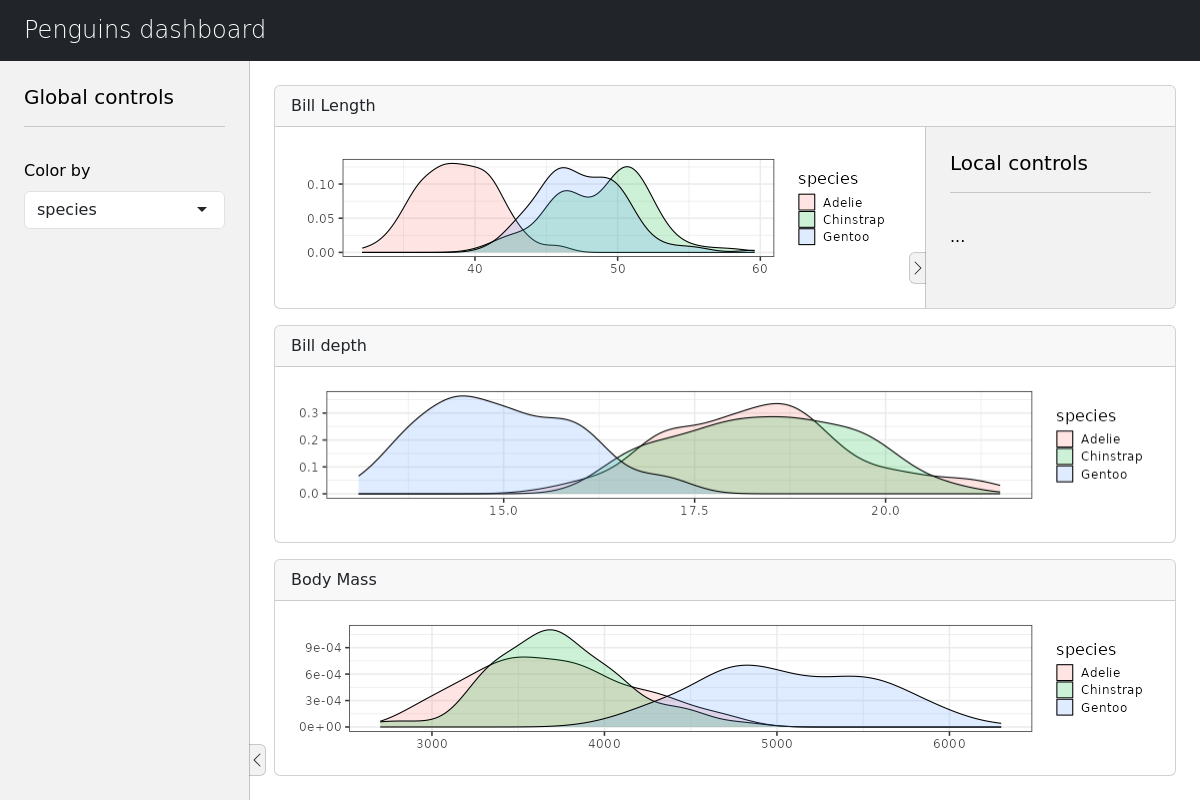 Penguins dashboard
Global controls
Color by
species
Bill Length
0.10
0.05
0.00
40 50 60
species
Adelie
Chinstrap
Gentoo
Local controls
...
Bill depth
0.3
0.2
0.1
0.0
15.0 17.5 20.0
species
Adelie
Chinstrap
Gentoo
Body Mass
9e-04
6e-04
3e-04
0e+00
3000 4000 5000 6000
species
Adelie
Chinstrap
Gentoo